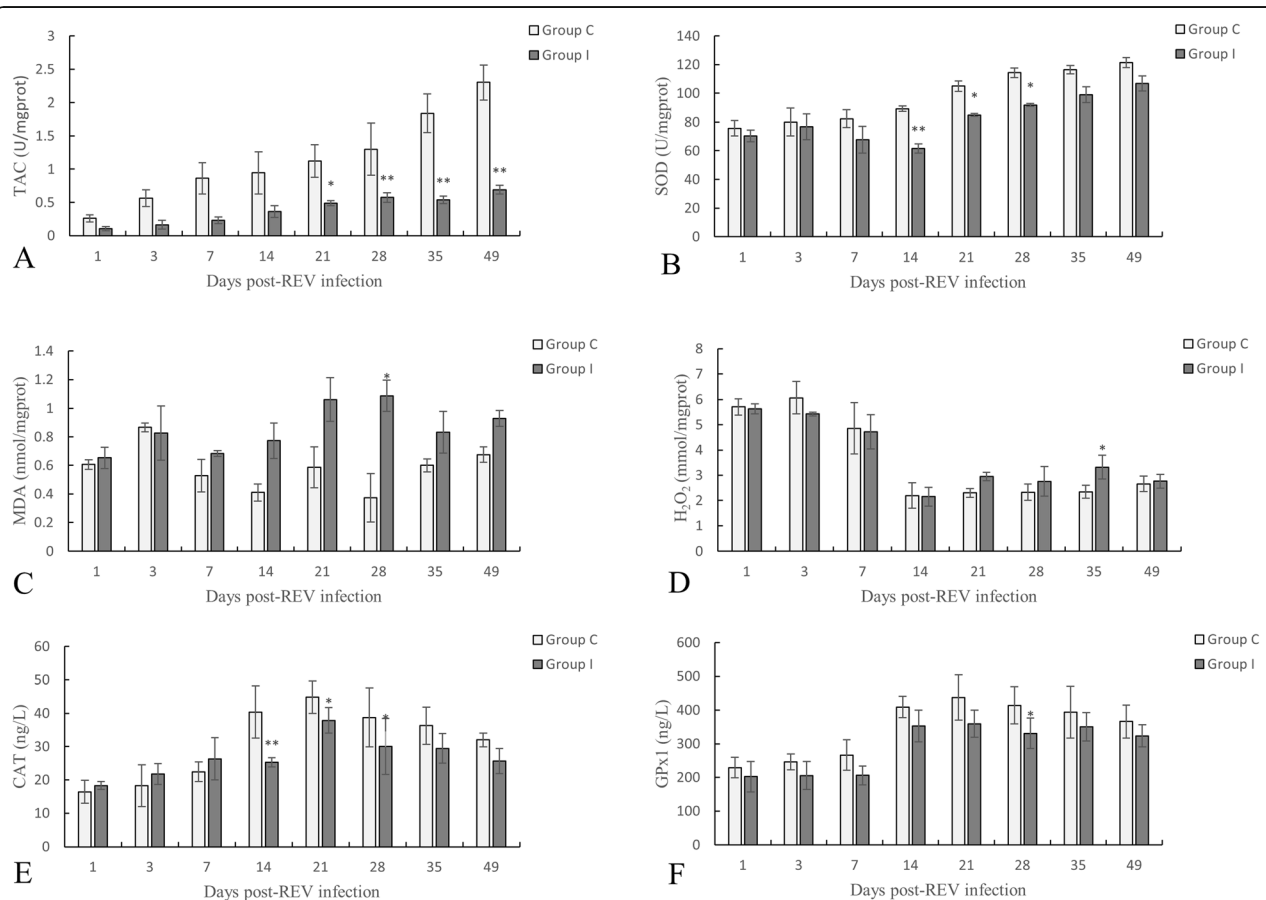 Group C
Group I
TAC (U/mgprot)
3
2.5
2
1.5
1
0.5
0
*
**
**
**
1 3 7 14 21 28 35 49
Days post-REV infection
A
Group C
Group I
SOD (U/mgprot)
140
120
100
80
60
40
20
0
**
*
*
1 3 7 14 21 28 35 49
Days post-REV infection
B
Group C
Group I
MDA (nmol/mgprot)
1.4
1.2
1
0.8
0.6
0.4
0.2
0
*
1 3 7 14 21 28 35 49
Days post-REV infection
C
Group C
Group I
H₂O₂ (mmol/mgprot)
8
7
6
5
4
3
2
1
0
*
1 3 7 14 21 28 35 49
Days post-REV infection
D
Group C
Group I
CAT (ng/L)
60
50
40
30
20
10
0
**
*
*
1 3 7 14 21 28 35 49
Days post-REV infection
E
Group C
Group I
GPx1 (ng/L)
600
500
400
300
200
100
0
*
1 3 7 14 21 28 35 49
Days post-REV infection
F